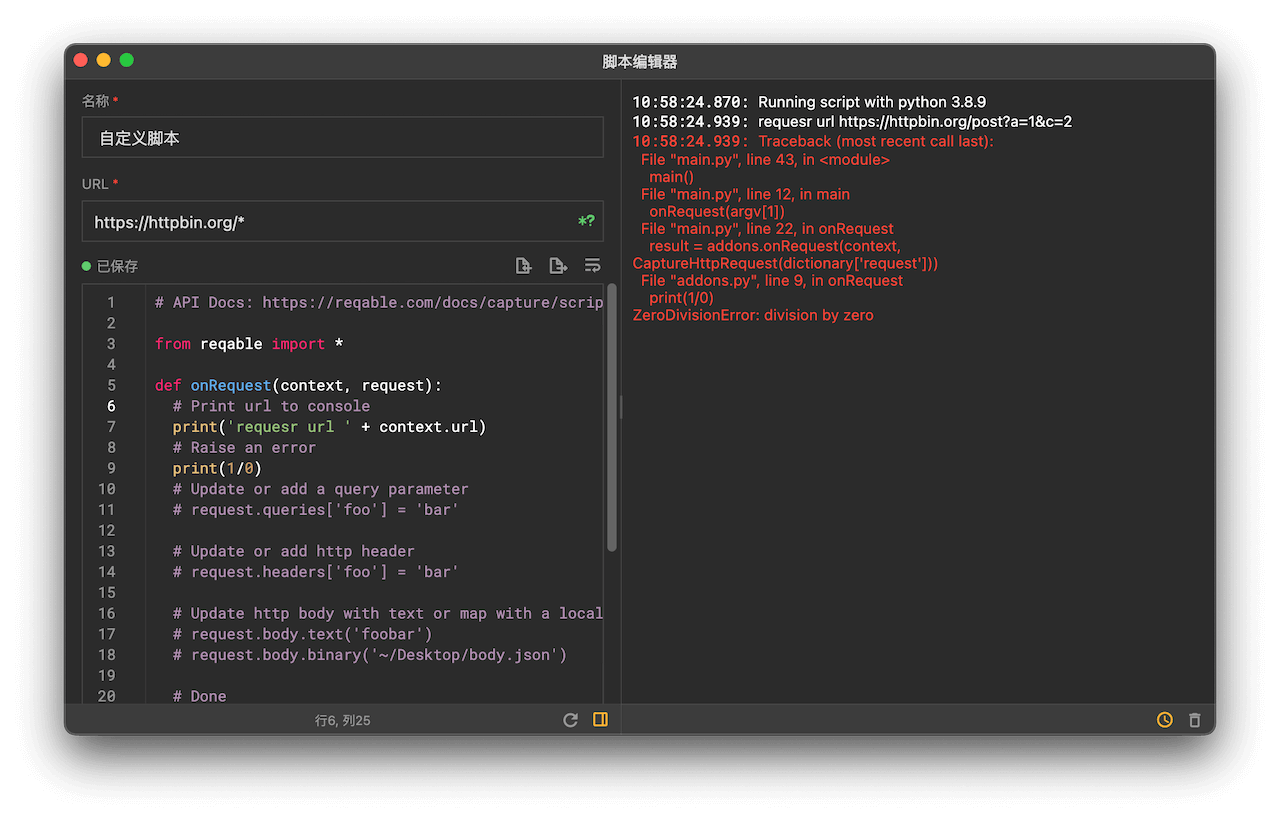 脚本编辑器
名称 *
自定义脚本
URL *
https://httpbin.org/*
*?
已保存
1 # API Docs: https://reqable.com/docs/capture/scrip
2
3 from reqable import *
4
5 def onRequest(context, request):
6 # Print url to console
7 print('requesr url ' + context.url)
8 # Raise an error
9 print(1/0)
10 # Update or add a query parameter
11 # request.queries['foo'] = 'bar'
12
13 # Update or add http header
14 # request.headers['foo'] = 'bar'
15
16 # Update http body with text or map with a local
17 # request.body.text('foobar')
18 # request.body.binary('~/Desktop/body.json')
19
20 # Done
行6, 列25
10:58:24.870: Running script with python 3.8.9
10:58:24.939: requesr url https://httpbin.org/post?a=1&c=2
10:58:24.939: Traceback (most recent call last):
File "main.py", line 43, in <module>
main()
File "main.py", line 12, in main
onRequest(argv[1])
File "main.py", line 22, in onRequest
result = addons.onRequest(context,
CaptureHttpRequest(dictionary['request']))
File "addons.py", line 9, in onRequest
print(1/0)
ZeroDivisionError: division by zero